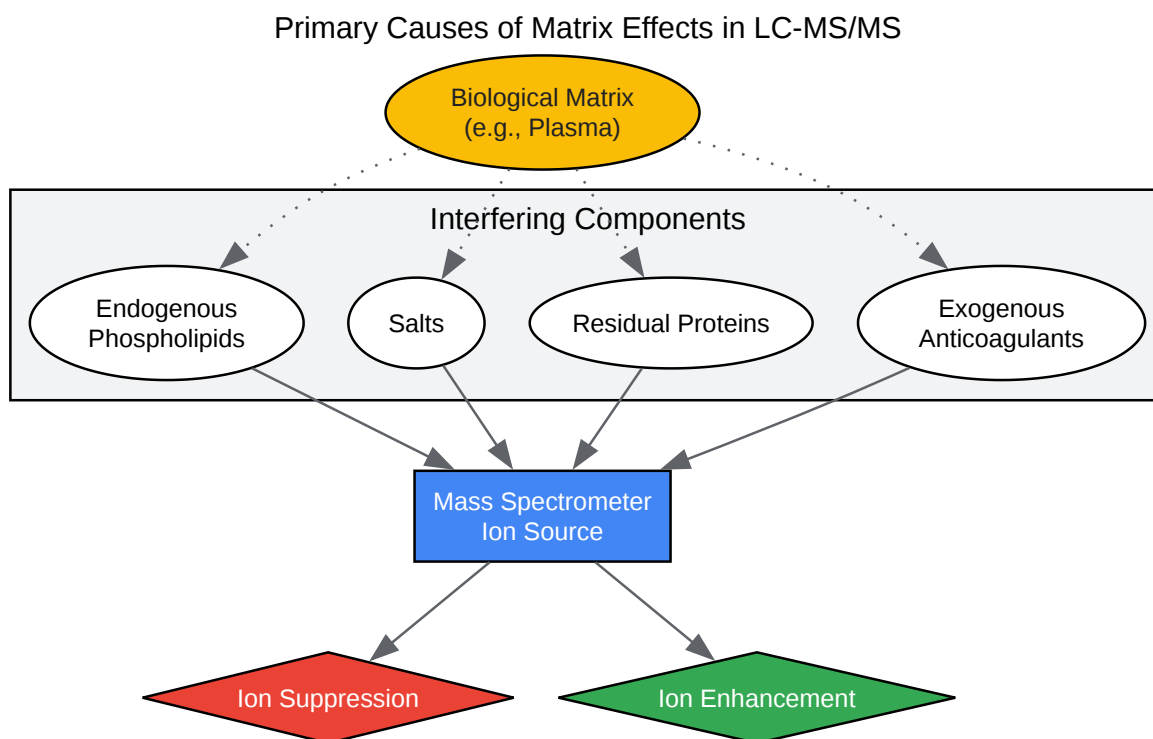 Primary Causes of Matrix Effects in LC-MS/MS
Biological Matrix
(e.g., Plasma)
Interfering Components
Endogenous
Phospholipids
Salts
Residual Proteins
Exogenous
Anticoagulants
Mass Spectrometer
Ion Source
Ion Suppression
Ion Enhancement